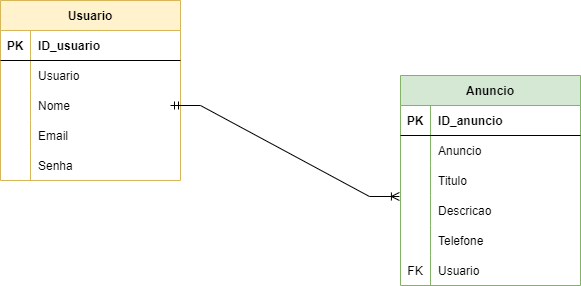 Usuario
PK ID_usuario
Usuario
Nome
Email
Senha
Anuncio
PK ID_anuncio
Anuncio
Titulo
Descricao
Telefone
FK Usuario